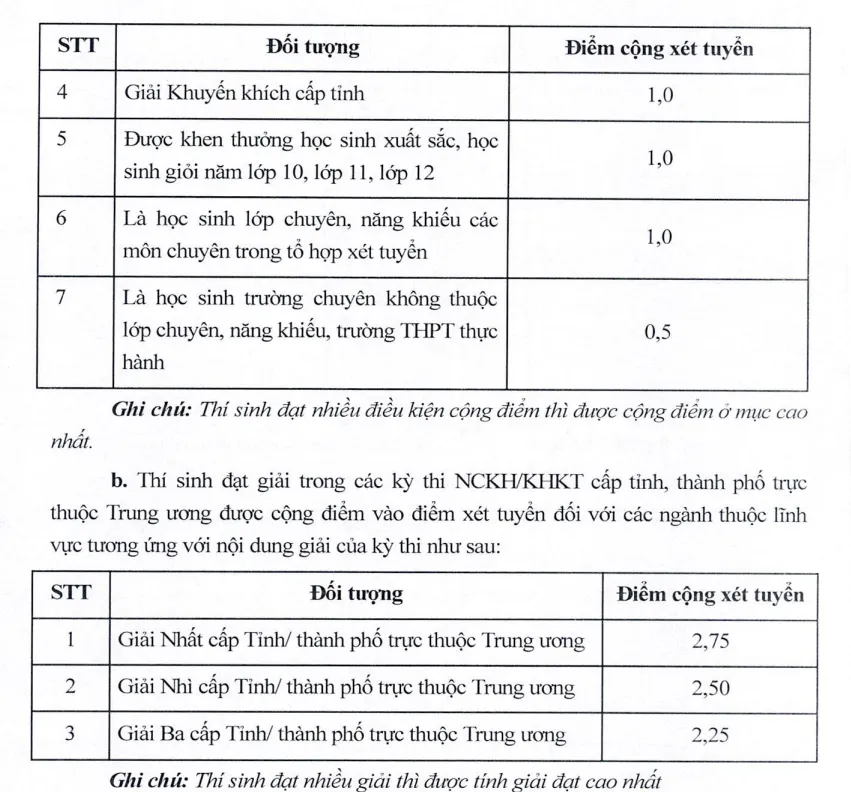 STT Đối tượng Điểm cộng xét tuyển
4 Giải Khuyến khích cấp tỉnh 1,0
5 Được khen thưởng học sinh xuất sắc, học
sinh giỏi năm lớp 10, lớp 11, lớp 12 1,0
6 Là học sinh lớp chuyên, năng khiếu các
môn chuyên trong tổ hợp xét tuyển 1,0
7 Là học sinh trường chuyên không thuộc
lớp chuyên, năng khiếu, trường THPT thực 0,5
hành
Ghi chú: Thí sinh đạt nhiều điều kiện cộng điểm thì được cộng điểm ở mục cao
nhất.
b. Thí sinh đạt giải trong các kỳ thi NCKH/KHKT cấp tỉnh, thành phố trực
thuộc Trung ương được cộng điểm vào điểm xét tuyển đối với các ngành thuộc lĩnh
vực tương ứng với nội dung giải của kỳ thi như sau:
STT Đối tượng Điểm cộng xét tuyển
1 Giải Nhất cấp Tỉnh/ thành phố trực thuộc Trung ương 2,75
2 Giải Nhì cấp Tỉnh/ thành phố trực thuộc Trung ương 2,50
3 Giải Ba cấp Tỉnh/ thành phố trực thuộc Trung ương 2,25
Ghi chú: Thí sinh đạt nhiều giải thì được tính giải đạt cao nhất